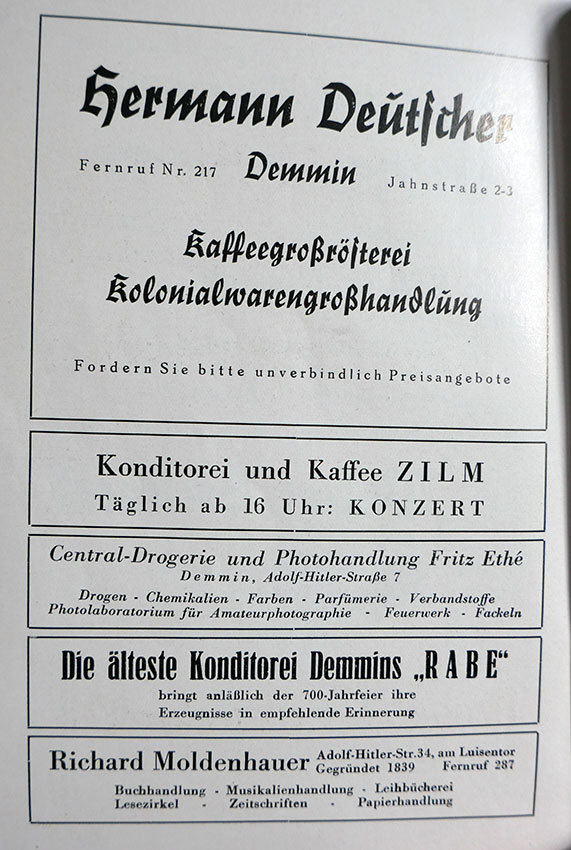 Hermann Deutscher
Fernruf Nr. 217 Demmin Jahnstraße 2-3
Kaffeegroßrösterei
Kolonialwarengroßhandlung
Fordern Sie bitte unverbindlich Preisangebote
Konditorei und Kaffee ZILM
Täglich ab 16 Uhr: KONZERT
Central-Drogerie und Photohandlung Fritz Ethé
Demmin, Adolf-Hitler-Straße 7
Drogen - Chemikalien - Farben - Parfümerie - Verbandstoffe
Photolaboratorium für Amateurphotographie - Feuerwerk - Fackeln
Die älteste Konditorei Demmins „RABE“
bringt anläßlich der 700-Jahrfeier ihre
Erzeugnisse in empfehlende Erinnerung
Richard Moldenhauer Adolf-Hitler-Str. 34, am Luisentor
Gegründet 1839 Fernruf 287
Buchhandlung - Musikalienhandlung - Leihbücherei
Lesezirkel - Zeitschriften - Papierhandlung